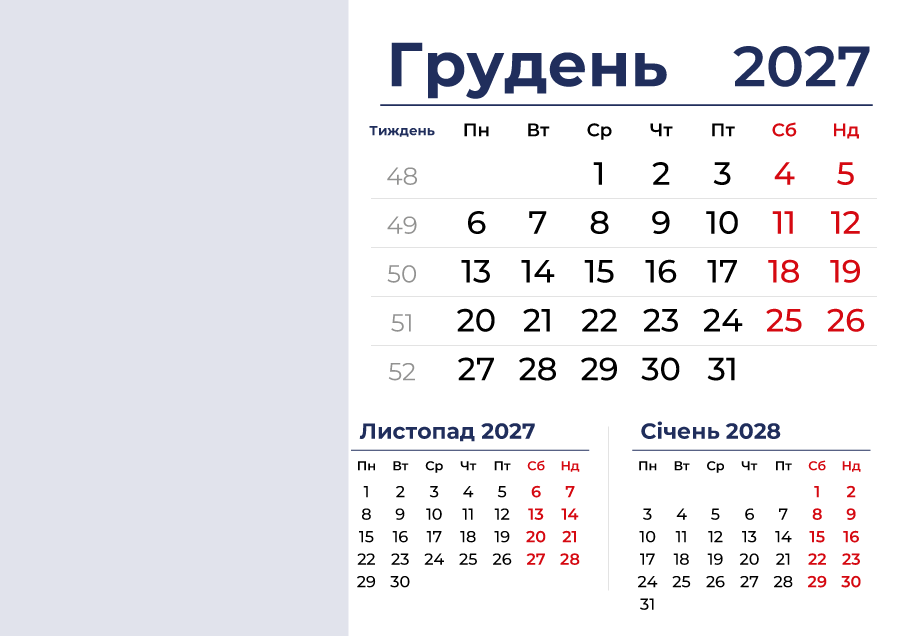 Грудень 2027
Тиждень Пн Вт Ср Чт Пт Сб Нд
48 1 2 3 4 5
49 6 7 8 9 10 11 12
50 13 14 15 16 17 18 19
51 20 21 22 23 24 25 26
52 27 28 29 30 31
Листопад 2027
Пн Вт Ср Чт Пт Сб Нд
1 2 3 4 5 6 7
8 9 10 11 12 13 14
15 16 17 18 19 20 21
22 23 24 25 26 27 28
29 30
Січень 2028
Пн Вт Ср Чт Пт Сб Нд
1 2
3 4 5 6 7 8 9
10 11 12 13 14 15 16
17 18 19 20 21 22 23
24 25 26 27 28 29 30
31